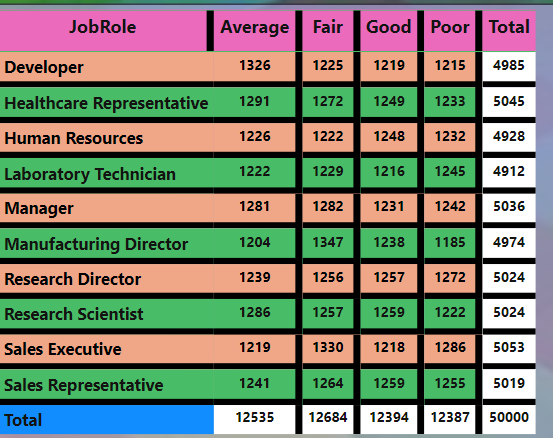 JobRole Average Fair Good Poor Total
Developer 1326 1225 1219 1215 4985
Healthcare Representative 1291 1272 1249 1233 5045
Human Resources 1226 1222 1248 1232 4928
Laboratory Technician 1222 1229 1216 1245 4912
Manager 1281 1282 1231 1242 5036
Manufacturing Director 1204 1347 1238 1185 4974
Research Director 1239 1256 1257 1272 5024
Research Scientist 1286 1257 1259 1222 5024
Sales Executive 1219 1330 1218 1286 5053
Sales Representative 1241 1264 1259 1255 5019
Total 12535 12684 12394 12387 50000